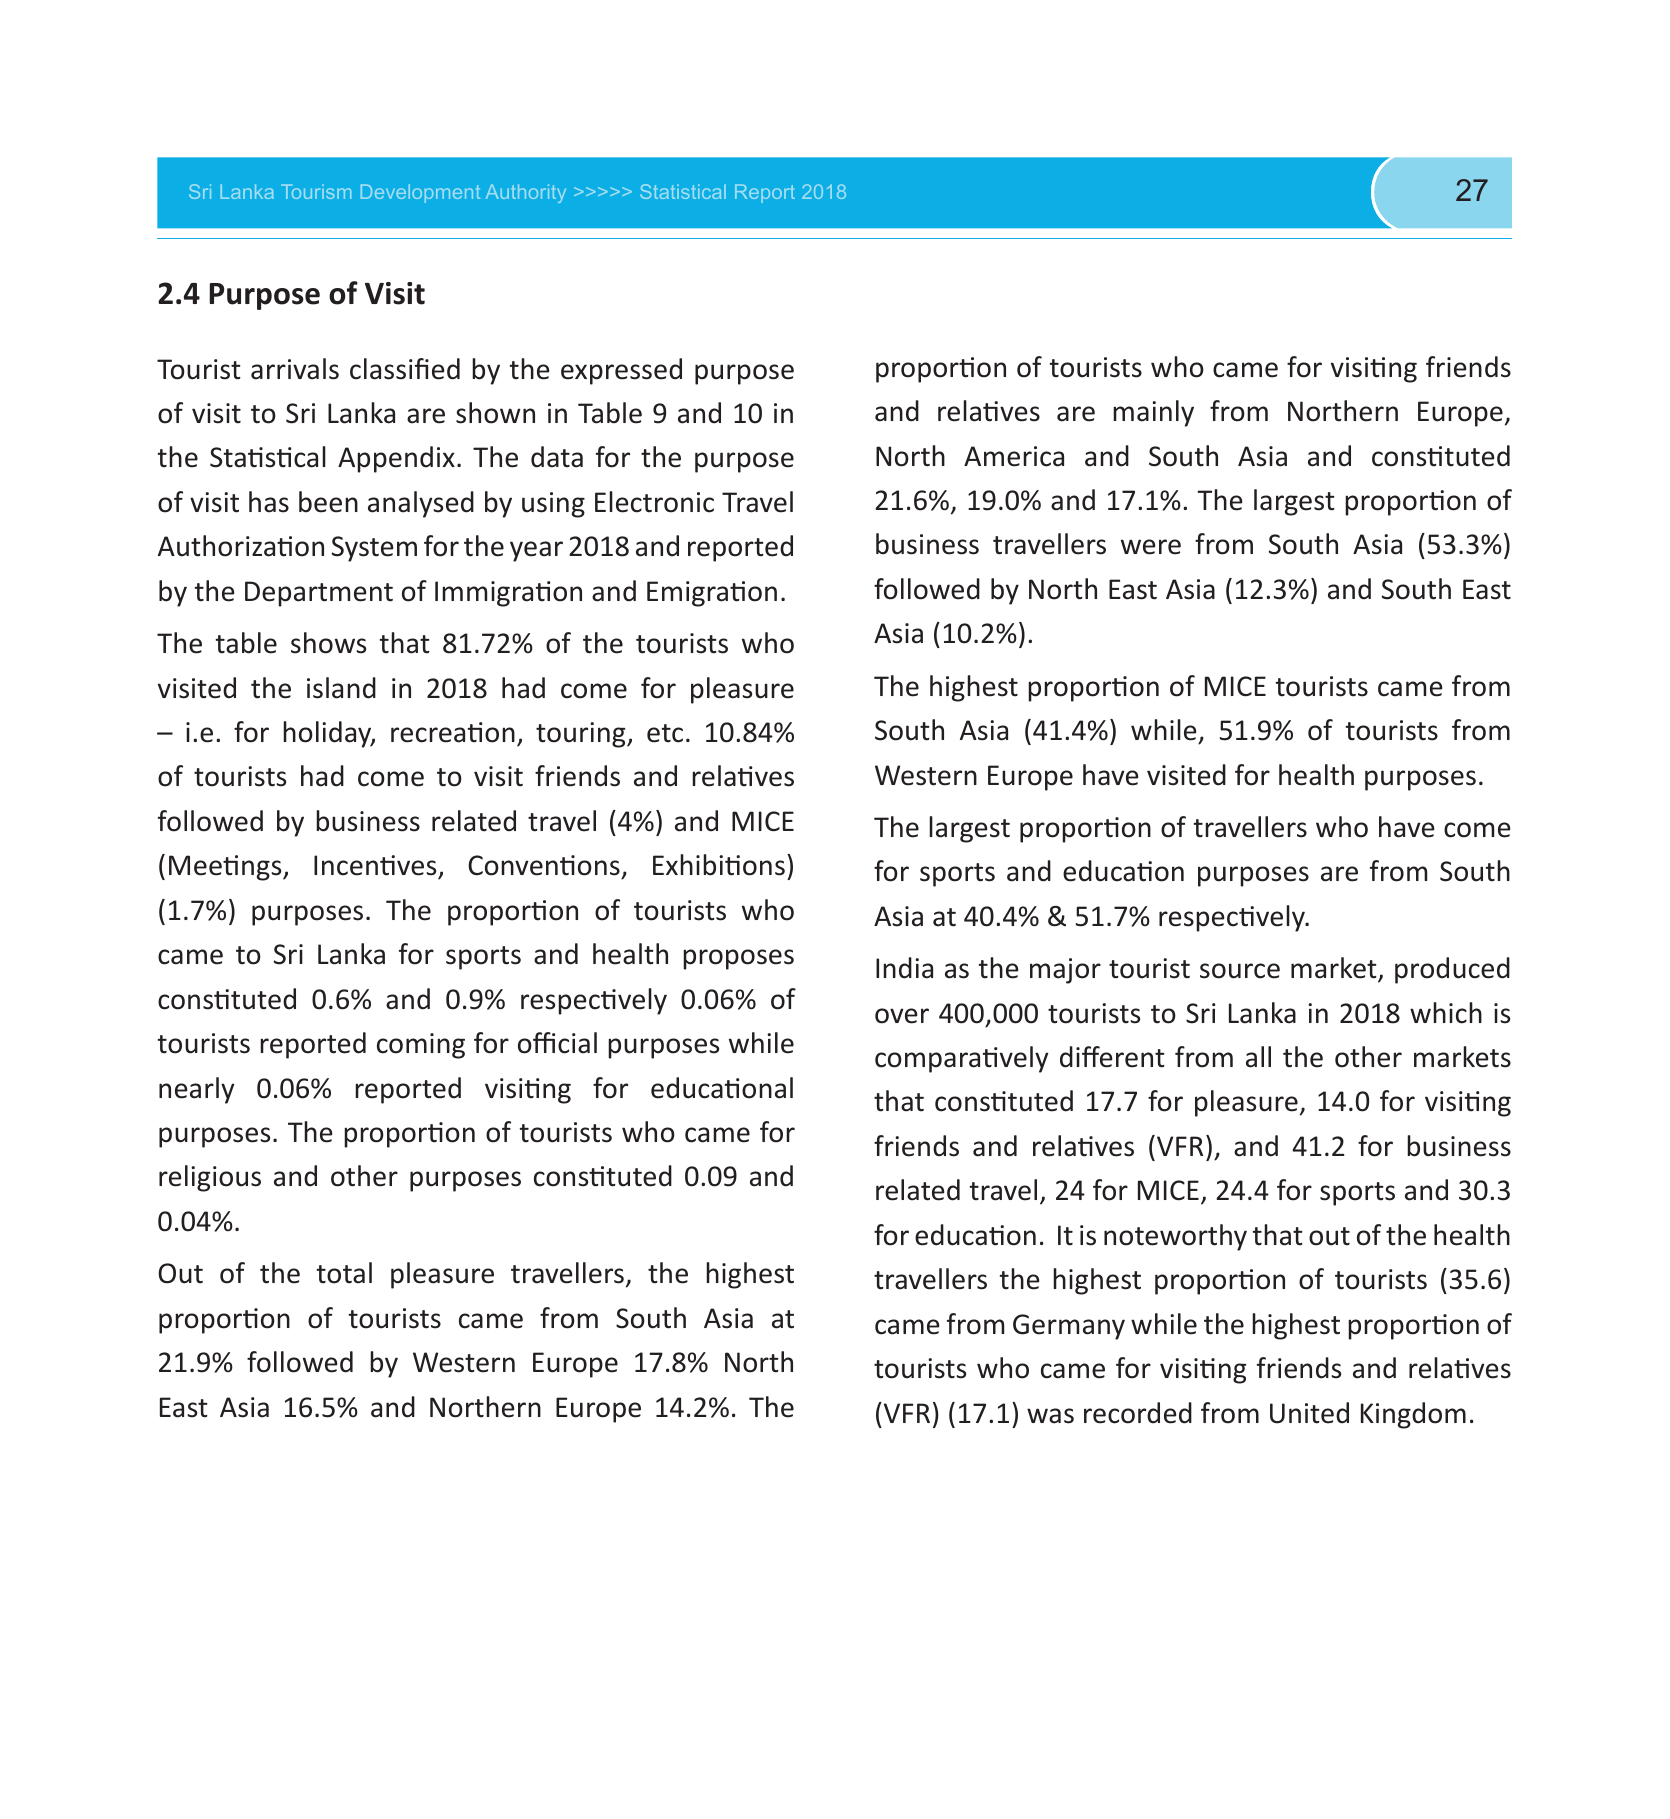 Sri Lanka Tourism Development Authority >>>>> Statistical Report 2018
27
2.4 Purpose of Visit
Tourist arrivals classified by the expressed purpose
of visit to Sri Lanka are shown in Table 9 and 10 in
the Statistical Appendix. The data for the purpose
of visit has been analysed by using Electronic Travel
Authorization System for the year 2018 and reported
by the Department of Immigration and Emigration.
The table shows that 81.72% of the tourists who
visited the island in 2018 had come for pleasure
– i.e. for holiday, recreation, touring, etc. 10.84%
of tourists had come to visit friends and relatives
followed by business related travel (4%) and MICE
(Meetings, Incentives, Conventions, Exhibitions)
(1.7%) purposes. The proportion of tourists who
came to Sri Lanka for sports and health proposes
constituted 0.6% and 0.9% respectively 0.06% of
tourists reported coming for official purposes while
nearly 0.06% reported visiting for educational
purposes. The proportion of tourists who came for
religious and other purposes constituted 0.09 and
0.04%.
Out of the total pleasure travellers, the highest
proportion of tourists came from South Asia at
21.9% followed by Western Europe 17.8% North
East Asia 16.5% and Northern Europe 14.2%. The
proportion of tourists who came for visiting friends
and relatives are mainly from Northern Europe,
North America and South Asia and constituted
21.6%, 19.0% and 17.1%. The largest proportion of
business travellers were from South Asia (53.3%)
followed by North East Asia (12.3%) and South East
Asia (10.2%).
The highest proportion of MICE tourists came from
South Asia (41.4%) while, 51.9% of tourists from
Western Europe have visited for health purposes.
The largest proportion of travellers who have come
for sports and education purposes are from South
Asia at 40.4% & 51.7% respectively.
India as the major tourist source market, produced
over 400,000 tourists to Sri Lanka in 2018 which is
comparatively different from all the other markets
that constituted 17.7 for pleasure, 14.0 for visiting
friends and relatives (VFR), and 41.2 for business
related travel, 24 for MICE, 24.4 for sports and 30.3
for education. It is noteworthy that out of the health
travellers the highest proportion of tourists (35.6)
came from Germany while the highest proportion of
tourists who came for visiting friends and relatives
(VFR) (17.1) was recorded from United Kingdom.